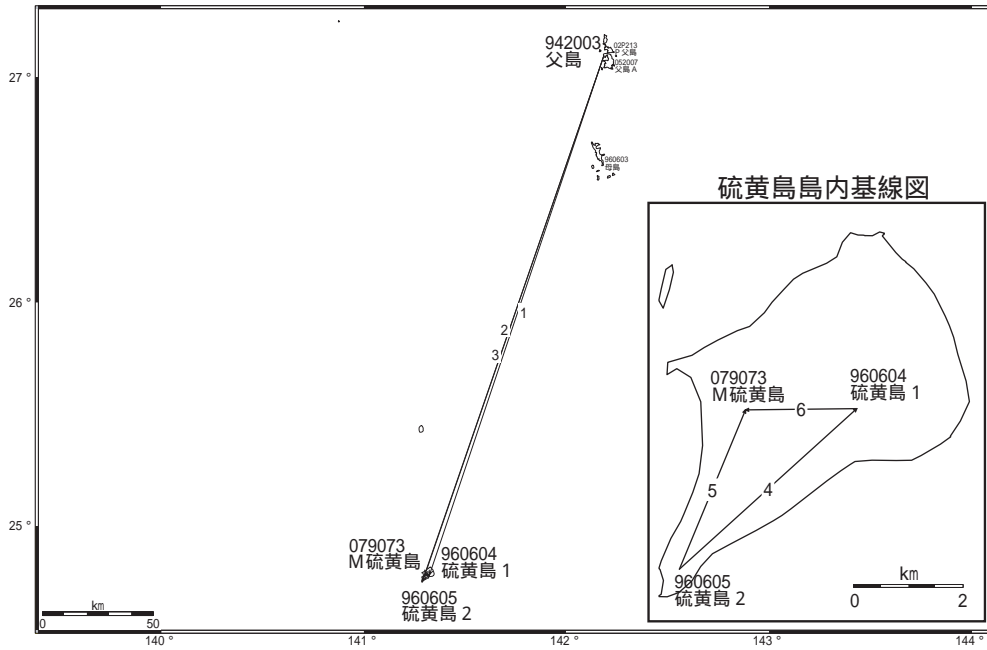 942003
父島
02P213
P 父島
052007
父島 A
960603
母島
27 °
26 °
25 °
1
2
3
079073
M硫黄島
960604
硫黄島 1
960605
硫黄島 2
km
0 50
140 °
141 °
142 °
143 °
144 °
硫黄島島内基線図
079073
M硫黄島
960604
硫黄島 1
6
5
4
960605
硫黄島 2
km
0 2